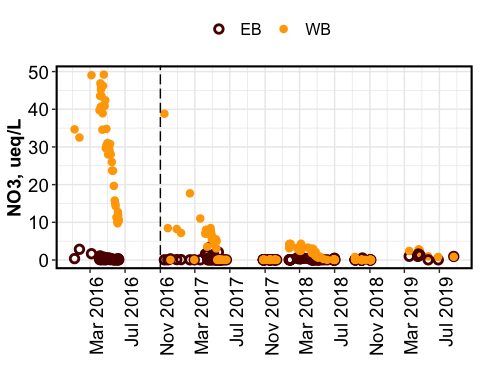 EB WB
NO3, ueq/L
50
40
30
20
10
0
Mar 2016
Jul 2016
Nov 2016
Mar 2017
Jul 2017
Nov 2017
Mar 2018
Jul 2018
Nov 2018
Mar 2019
Jul 2019